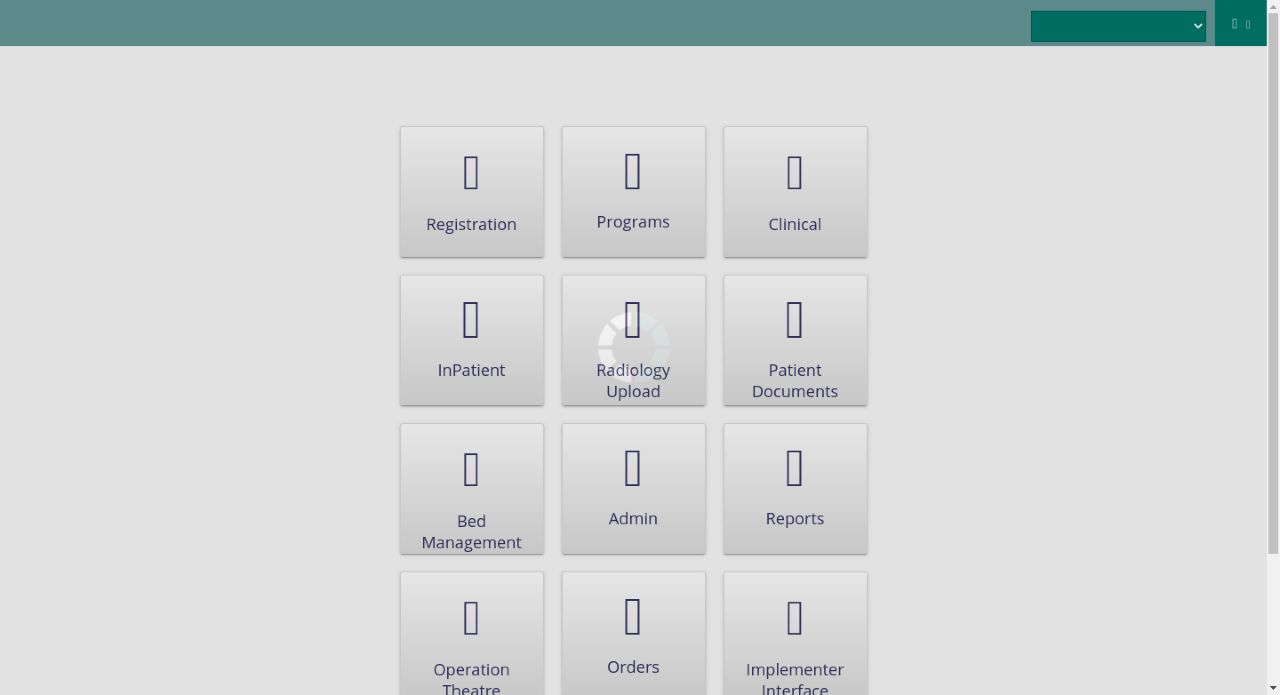 Registration
Programs
Clinical
InPatient
Radiology
Upload
Patient
Documents
Bed
Management
Admin
Reports
Operation
Theatre
Orders
Implementer
Interface